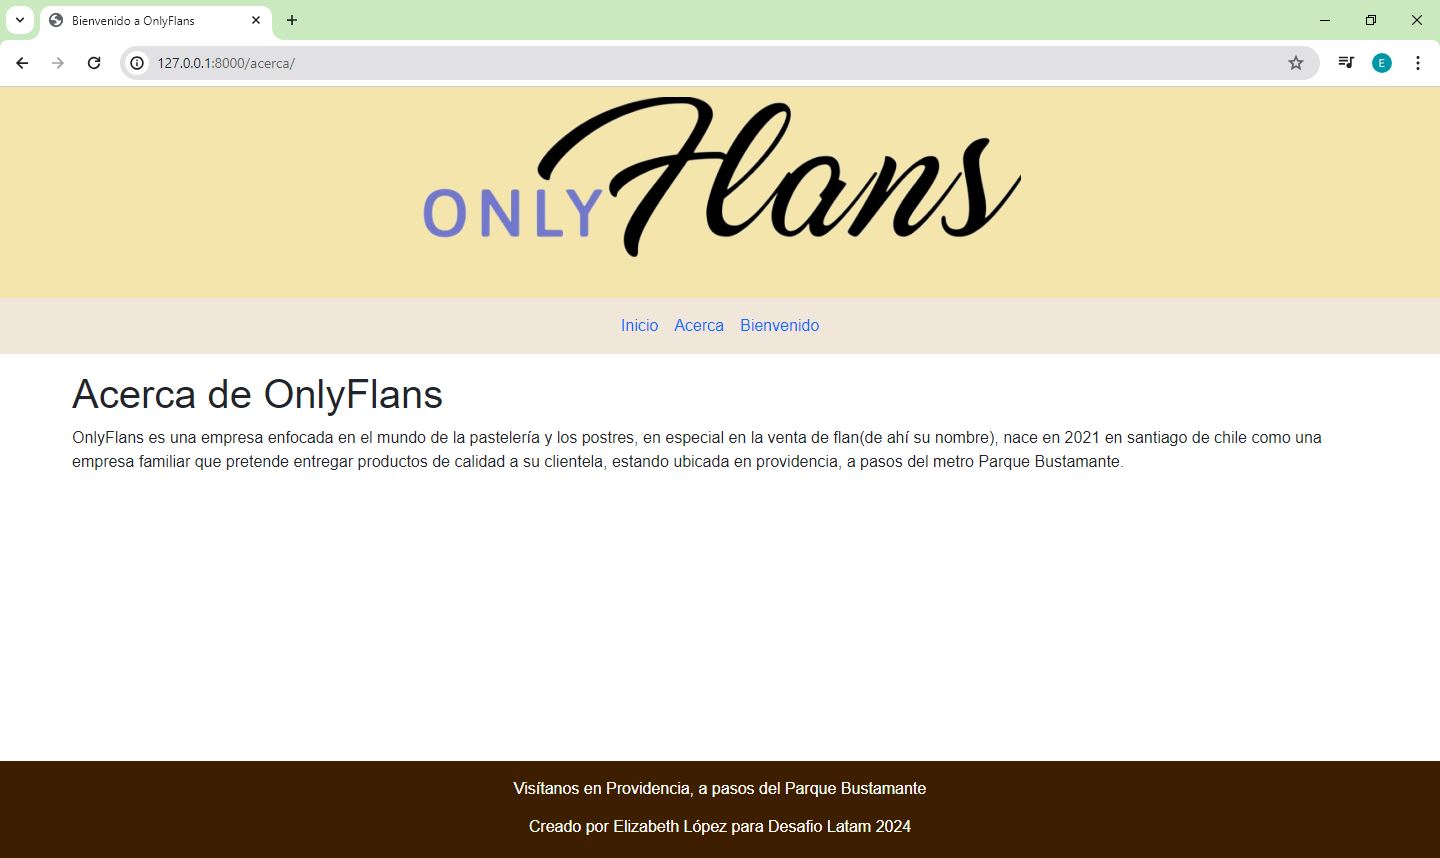 Bienvenido a OnlyFlans
127.0.0.1:8000/acerca/
E
ONLY Flans
Inicio Acerca Bienvenido
Acerca de OnlyFlans
OnlyFlans es una empresa enfocada en el mundo de la pastelería y los postres, en especial en la venta de flan(de ahí su nombre), nace en 2021 en santiago de chile como una
empresa familiar que pretende entregar productos de calidad a su clientela, estando ubicada en providencia, a pasos del metro Parque Bustamante.
Visítanos en Providencia, a pasos del Parque Bustamante
Creado por Elizabeth López para Desafio Latam 2024